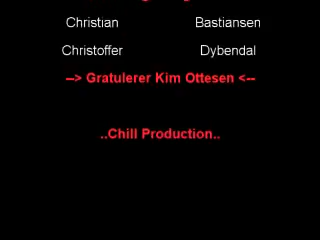 Christian Bastiansen
Christoffer Dybendal
--> Gratulerer Kim Ottesen <--
..Chill Production..